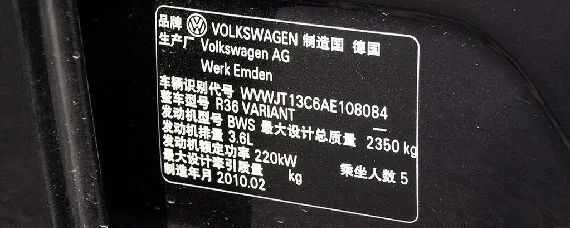 品牌 VOLKSWAGEN 制造国 德国
生产厂 Volkswagen AG
Werk Emden
车辆识别代号 WVWJT13C6AE108084
整车型号 R36 VARIANT —
发动机型号 BWS 最大设计总质量 2350 kg
发动机排量 3.6L
发动机额定功率 220kW 乘坐人数 5
最大设计牵引质量 kg
制造年月 2010.02